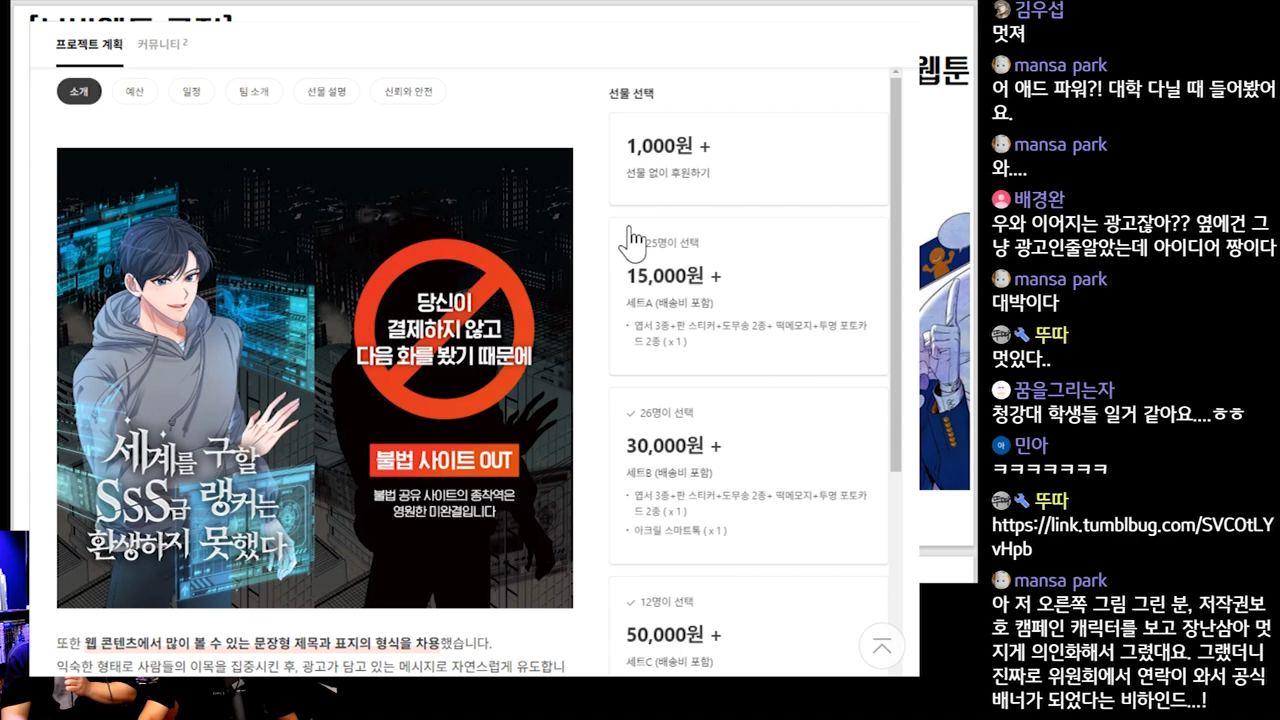 프로젝트 계획 커뮤니티 2
소개 예산 일정 팀 소개 선물 설명 신뢰와 안전
세계를 구할
SSS급 랭커는
환생하지 못했다
당신이
결제하지 않고
다음 화를 봤기 때문에
불법 사이트 OUT
불법 공유 사이트의 종착역은
영원한 미완결입니다
또한 웹 콘텐츠에서 많이 볼 수 있는 문장형 제목과 표지의 형식을 차용했습니다.
익숙한 형태로 사람들의 이목을 집중시킨 후, 광고가 담고 있는 메시지로 자연스럽게 유도합니
선물 선택
1,000원 +
선물 없이 후원하기
25명이 선택
15,000원 +
세트A (배송비 포함)
• 엽서 3종+판 스티커+도무송 2종+ 떡메모지+투명 포토카
드 2종 ( x 1 )
26명이 선택
30,000원 +
세트B (배송비 포함)
• 엽서 3종+판 스티커+도무송 2종+ 떡메모지+투명 포토카
드 2종 ( x 1 )
• 아크릴 스마트톡 ( x 1 )
12명이 선택
50,000원 +
세트C (배송비 포함)
웹툰
김우섭
멋져
mansa park
어 애드 파워?! 대학 다닐 때 들어봤어
요.
mansa park
와....
배경완
우와 이어지는 광고잖아?? 옆에건 그
냥 광고인줄알았는데 아이디어 짱이다
mansa park
대박이다
뚜따
멋있다..
꿈을그리는자
청강대 학생들 일거 같아요....ㅎㅎ
아 민아
ㅋㅋㅋㅋㅋㅋㅋ
뚜따
https://link.tumblbug.com/SVCOtLY
vHpb
mansa park
아 저 오른쪽 그림 그린 분, 저작권보
호 캠페인 캐릭터를 보고 장난삼아 멋
지게 의인화해서 그렸대요. 그랬더니
진짜로 위원회에서 연락이 와서 공식
배너가 되었다는 비하인드...!